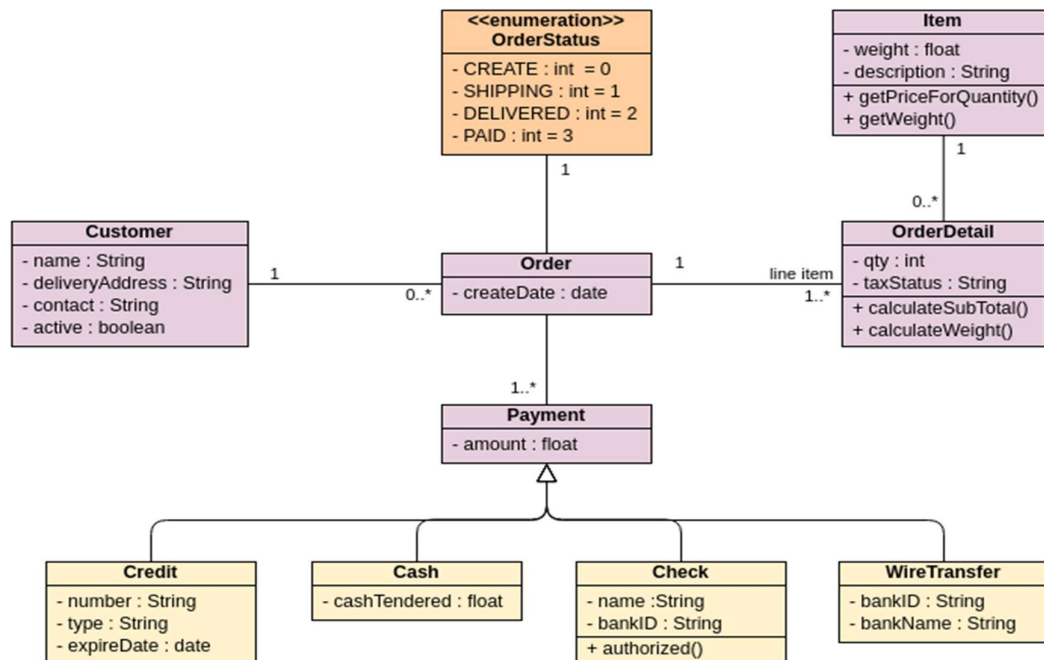 <<enumeration>>
OrderStatus
- CREATE : int  = 0
- SHIPPING : int = 1
- DELIVERED : int = 2
- PAID : int = 3
1
Item
- weight : float
- description : String
+ getPriceForQuantity()
+ getWeight()
1
0..*
Customer
- name : String
- deliveryAddress : String
- contact : String
- active : boolean
1
0..*
Order
- createDate : date
1
line item
1..*
OrderDetail
- qty : int
- taxStatus : String
+ calculateSubTotal()
+ calculateWeight()
1..*
Payment
- amount : float
Credit
- number : String
- type : String
- expireDate : date
Cash
- cashTendered : float
Check
- name :String
- bankID : String
+ authorized()
WireTransfer
- bankID : String
- bankName : String